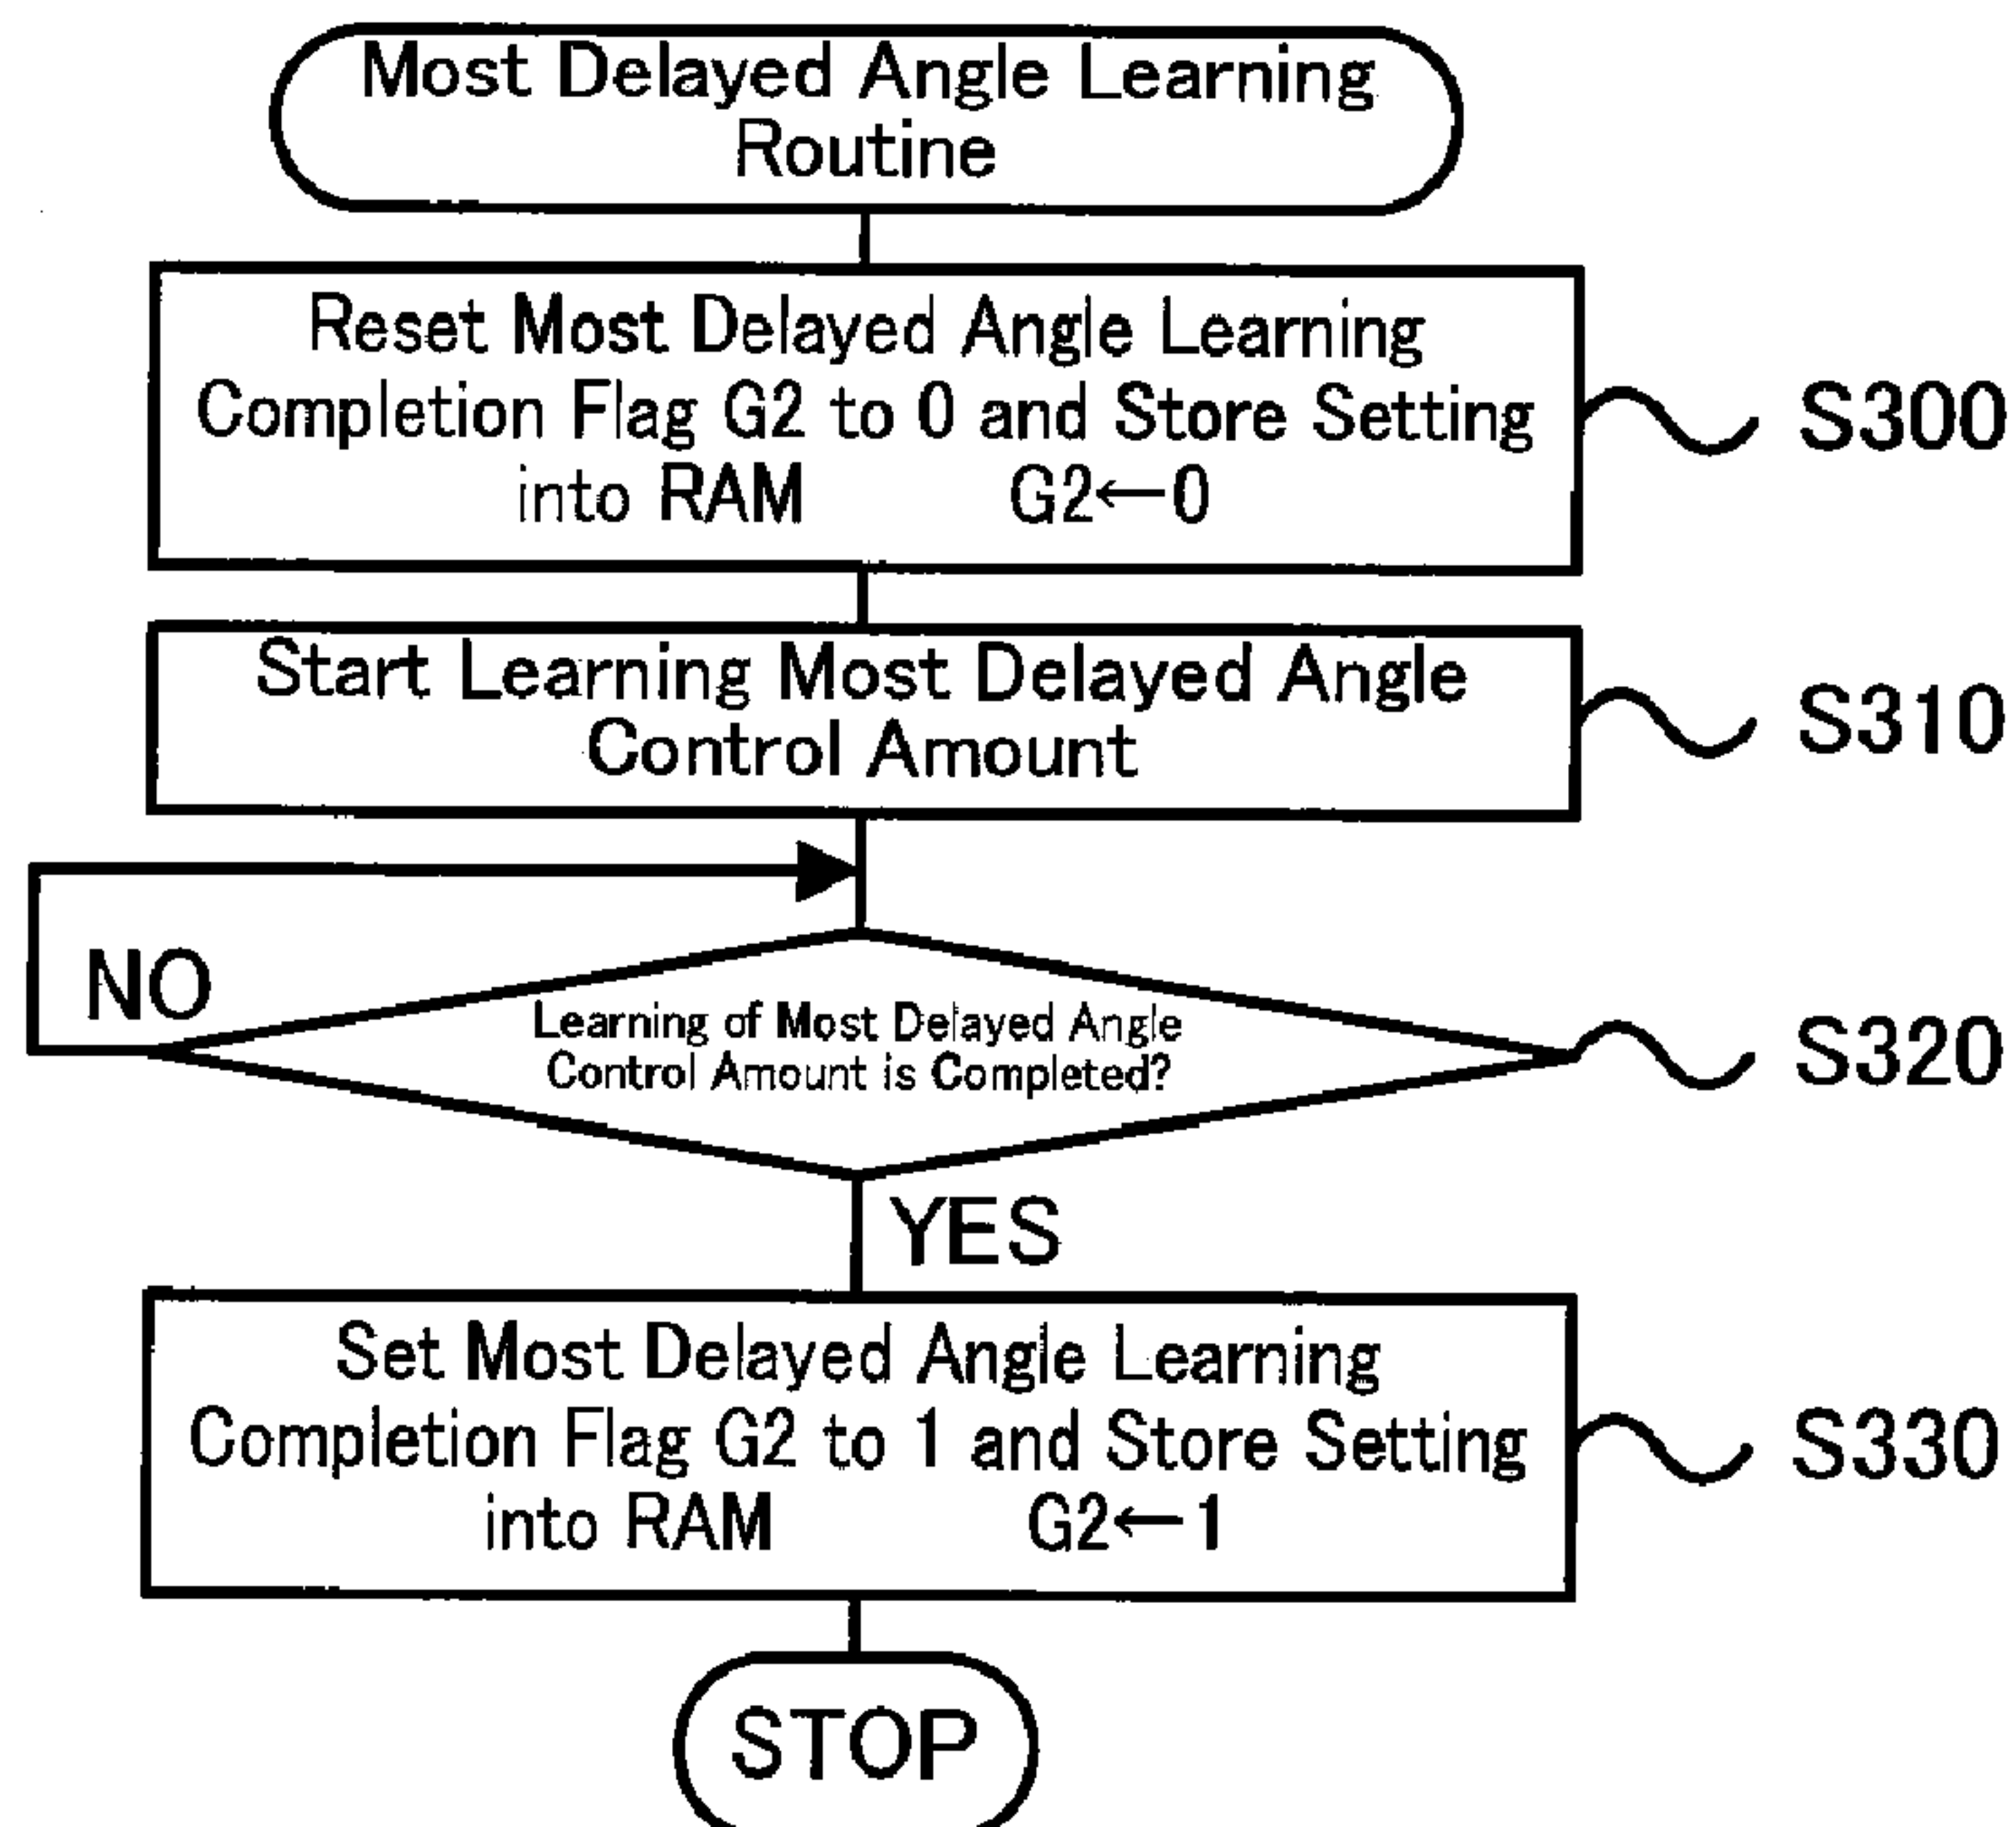 Most Delayed Angle Learning
Routine
Reset Most Delayed Angle Learning
Completion Flag G2 to 0 and Store Setting
into RAM G2←0
S300
Start Learning Most Delayed Angle
Control Amount
S310
NO
Learning of Most Delayed Angle
Control Amount is Completed?
S320
YES
Set Most Delayed Angle Learning
Completion Flag G2 to 1 and Store Setting
into RAM G2←1
S330
STOP